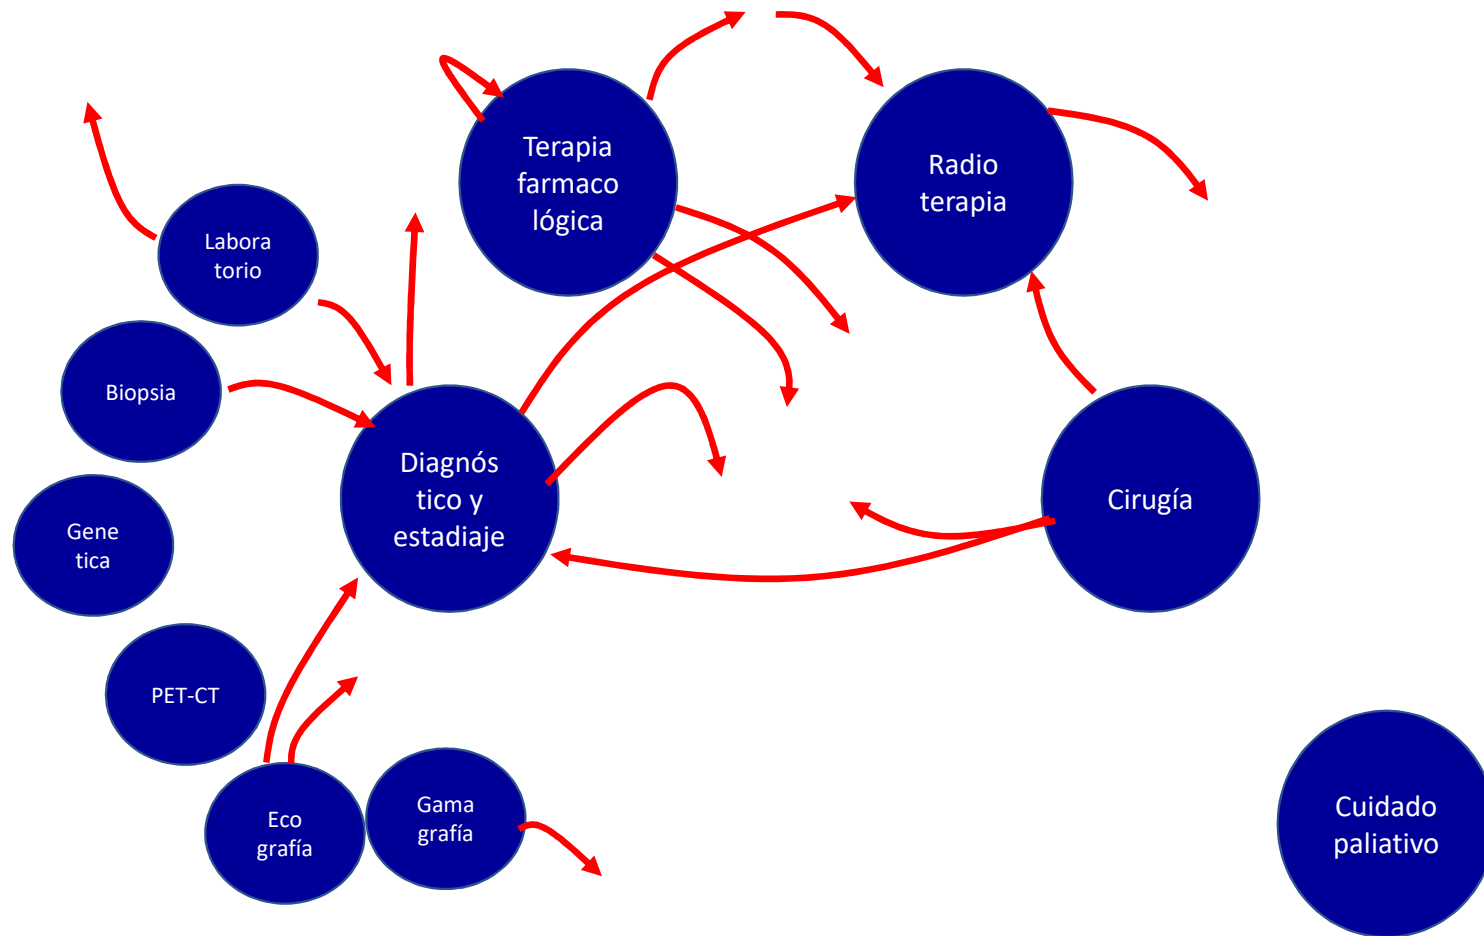 Terapia
farmaco
lógica
Radio
terapia
Labora
torio
Biopsia
Diagnós
tico y
estadiaje
Cirugía
Gene
tica
PET-CT
Eco
grafía
Gama
grafía
Cuidado
paliativo